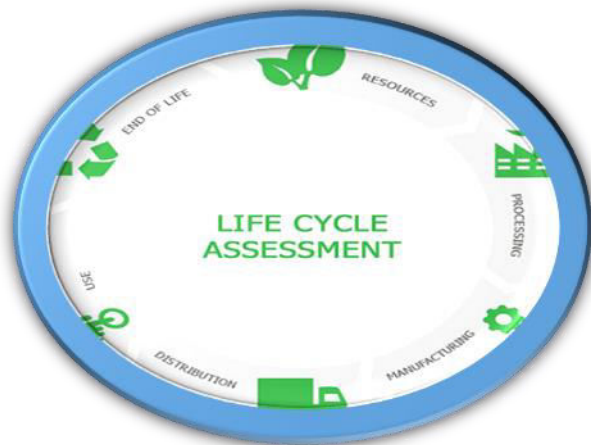 LIFE CYCLE
ASSESSMENT
RESOURCES
PROCESSING
MANUFACTURING
DISTRIBUTION
USE
END OF LIFE